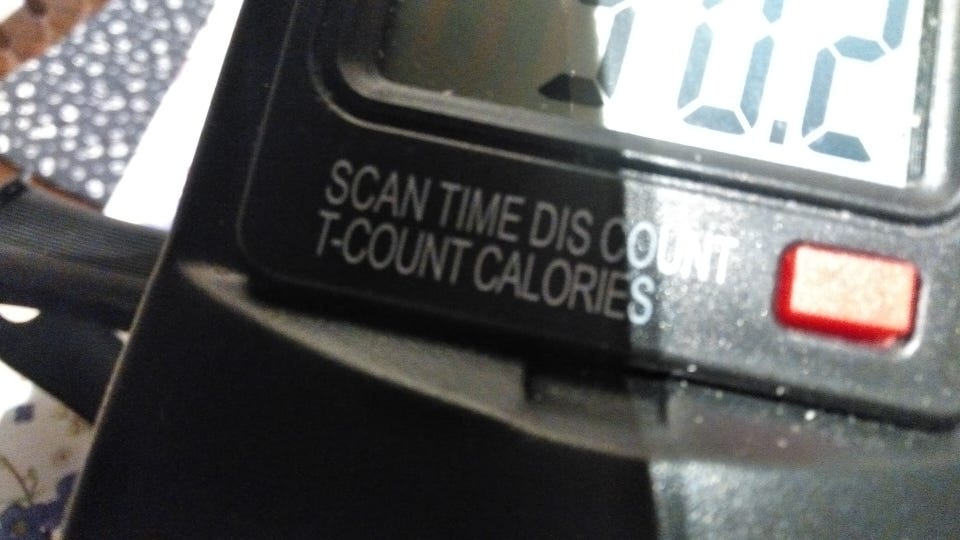 SCAN TIME DIS COUNT
T-COUNT CALORIES